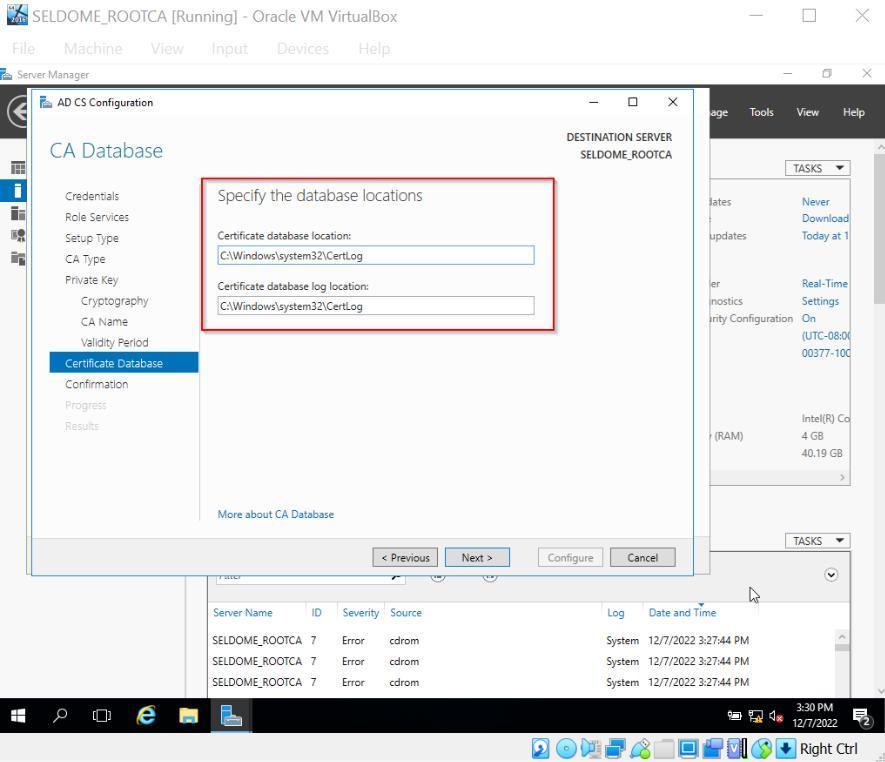 SELDOME_ROOTCA [Running] - Oracle VM VirtualBox
File Machine View Input Devices Help
Server Manager
AD CS Configuration
age Tools View Help
CA Database
DESTINATION SERVER
SELDOME_ROOTCA
TASKS
Credentials
Role Services
Setup Type
CA Type
Private Key
Cryptography
CA Name
Validity Period
Certificate Database
Confirmation
Progress
Results
Specify the database locations
Certificate database location:
C:\Windows\system32\CertLog
Certificate database log location:
C:\Windows\system32\CertLog
More about CA Database
dates Never
Download
updates Today at 1
er Real-Time
gnostics Settings
urity Configuration On
(UTC-08:00
00377-100
Intel(R) Co
(RAM) 4 GB
40.19 GB
< Previous Next > Configure Cancel
TASKS
Filter
Server Name ID Severity Source Log Date and Time
SELDOME_ROOTCA 7 Error cdrom System 12/7/2022 3:27:44 PM
SELDOME_ROOTCA 7 Error cdrom System 12/7/2022 3:27:44 PM
SELDOME_ROOTCA 7 Error cdrom System 12/7/2022 3:27:44 PM
3:30 PM
12/7/2022
2
Right Ctrl